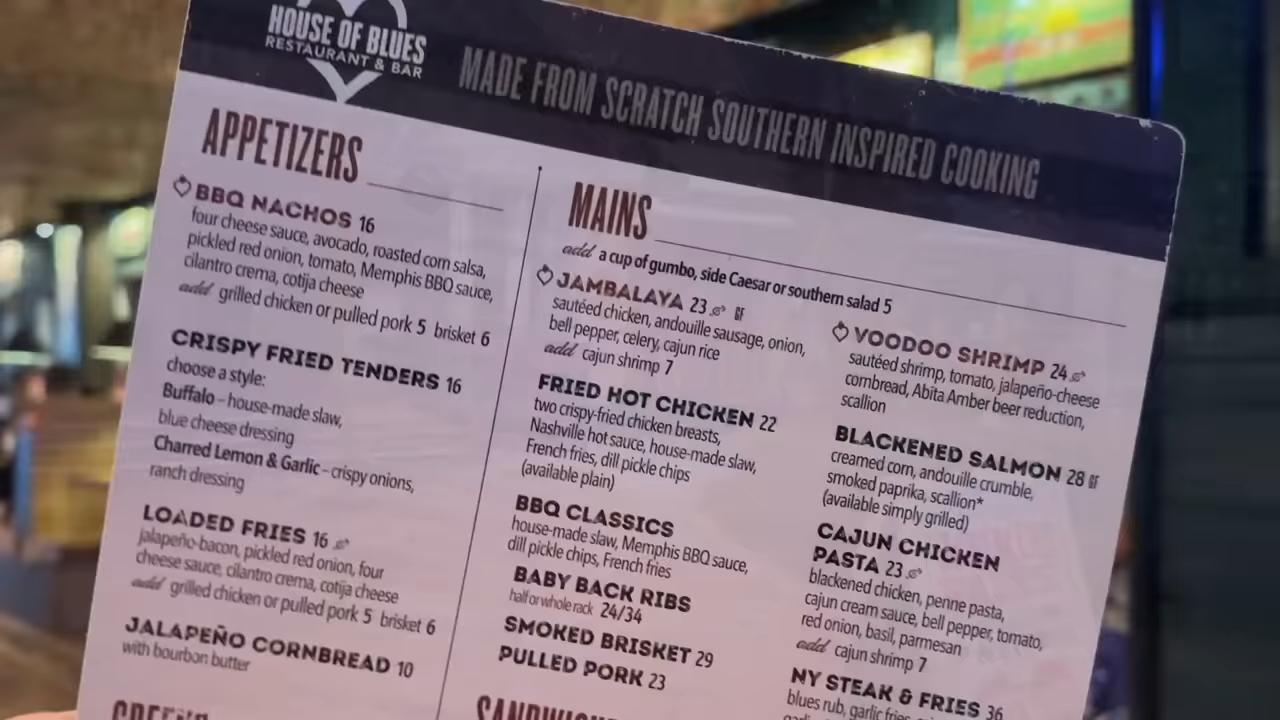 HOUSE OF BLUES
RESTAURANT & BAR
MADE FROM SCRATCH SOUTHERN INSPIRED COOKING
APPETIZERS
BBQ NACHOS 16
four cheese sauce, avocado, roasted corn salsa,
pickled red onion, tomato, Memphis BBQ sauce,
cilantro crema, cotija cheese
add grilled chicken or pulled pork 5 brisket 6
CRISPY FRIED TENDERS 16
choose a style:
Buffalo – house-made slaw,
blue cheese dressing
Charred Lemon & Garlic – crispy onions,
ranch dressing
LOADED FRIES 16
jalapeño-bacon, pickled red onion, four
cheese sauce, cilantro crema, cotija cheese
add grilled chicken or pulled pork 5 brisket 6
JALAPEÑO CORNBREAD 10
with bourbon butter
GREENS
MAINS
add a cup of gumbo, side Caesar or southern salad 5
JAMBALAYA 23 GF
sautéed chicken, andouille sausage, onion,
bell pepper, celery, cajun rice
add cajun shrimp 7
FRIED HOT CHICKEN 22
two crispy-fried chicken breasts,
Nashville hot sauce, house-made slaw,
French fries, dill pickle chips
(available plain)
BBQ CLASSICS
house-made slaw, Memphis BBQ sauce,
dill pickle chips, French fries
BABY BACK RIBS
half or whole rack 24/34
SMOKED BRISKET 29
PULLED PORK 23
VOODOO SHRIMP 24
sautéed shrimp, tomato, jalapeño-cheese
cornbread, Abita Amber beer reduction,
scallion
BLACKENED SALMON 28 GF
creamed corn, andouille crumble,
smoked paprika, scallion*
(available simply grilled)
CAJUN CHICKEN
PASTA 23
blackened chicken, penne pasta,
cajun cream sauce, bell pepper, tomato,
red onion, basil, parmesan
add cajun shrimp 7
NY STEAK & FRIES 36
blues rub, garlic fries,